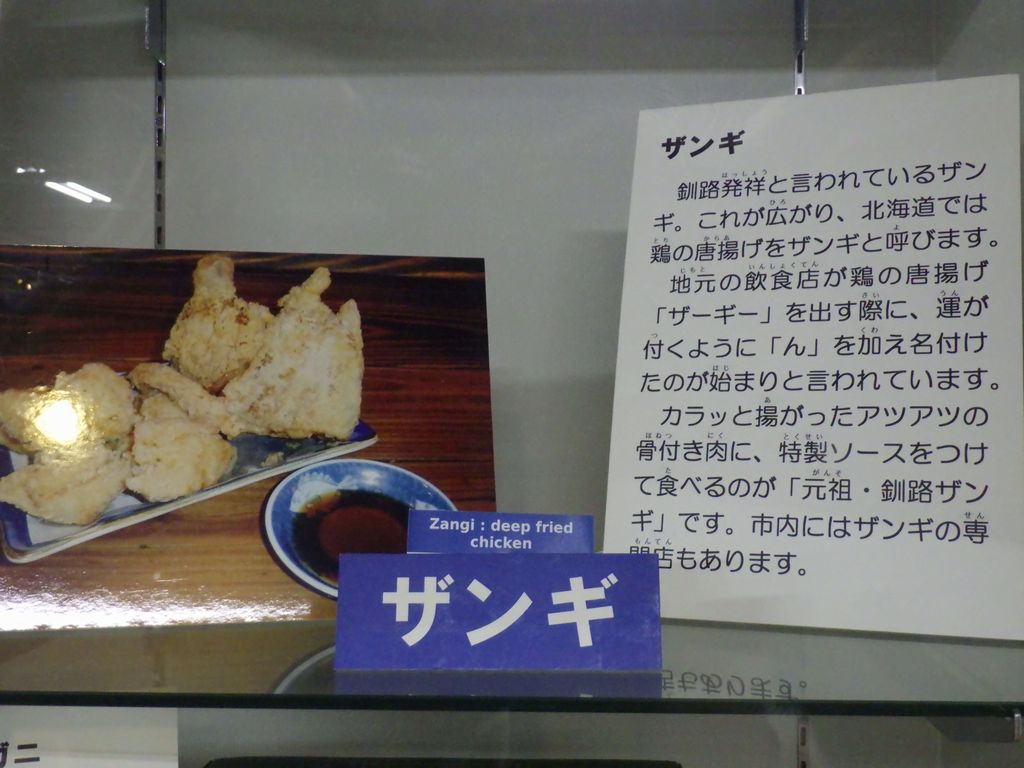 ザンギ
釧路発祥と言われているザン
ギ。これが広がり、北海道では
鶏の唐揚げをザンギと呼びます。
地元の飲食店が鶏の唐揚げ
「ザーギー」を出す際に、運が
付くように「ん」を加え名付け
たのが始まりと言われています。
カラッと揚がったアツアツの
骨付き肉に、特製ソースをつけ
て食べるのが「元祖・釧路ザン
ギ」です。市内にはザンギの専
門店もあります。
Zangi : deep fried
chicken
ザンギ
ニ